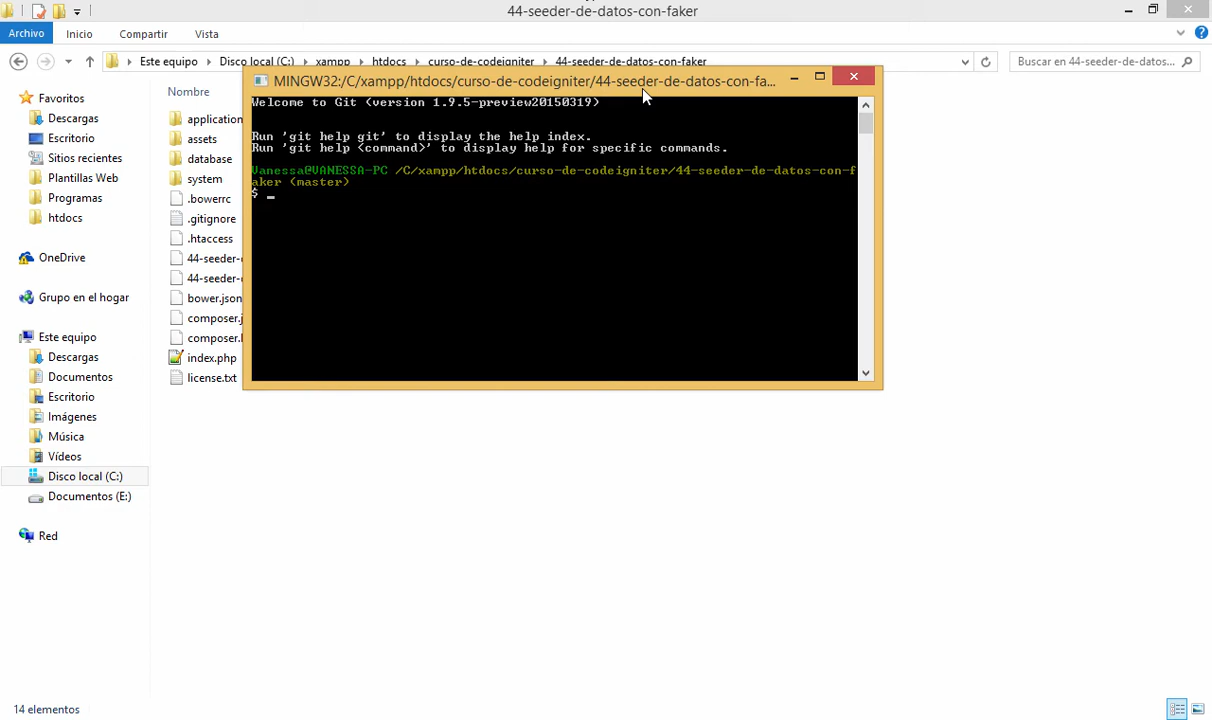 44-seeder-de-datos-con-faker
Archivo Inicio Compartir Vista
Este equipo Disco local (C:) xampp htdocs curso-de-codeigniter 44-seeder-de-datos-con-faker
Buscar en 44-seeder-de-datos...
Favoritos
Descargas
Escritorio
Sitios recientes
Plantillas Web
Programas
htdocs
OneDrive
Grupo en el hogar
Este equipo
Descargas
Documentos
Escritorio
Imágenes
Música
Vídeos
Disco local (C:)
Documentos (E:)
Red
Nombre
application
assets
database
system
.bowerrc
.gitignore
.htaccess
44-seeder-
44-seeder-
bower.json
composer.j
composer.
index.php
license.txt
MINGW32:/C/xampp/htdocs/curso-de-codeigniter/44-seeder-de-datos-con-fa...
Welcome to Git (version 1.9.5-preview20150319)
Run 'git help git' to display the help index.
Run 'git help <command>' to display help for specific commands.
Vanessa@VANESSA-PC /C/xampp/htdocs/curso-de-codeigniter/44-seeder-de-datos-con-f
aker (master)
$
14 elementos